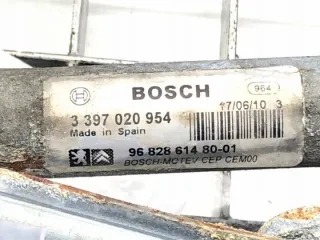 BOSCH
964
17/06/10 3
3 397 020 954
Made in Spain
96 828 614 80-01
BOSCH-MOTEV CEP CEM00